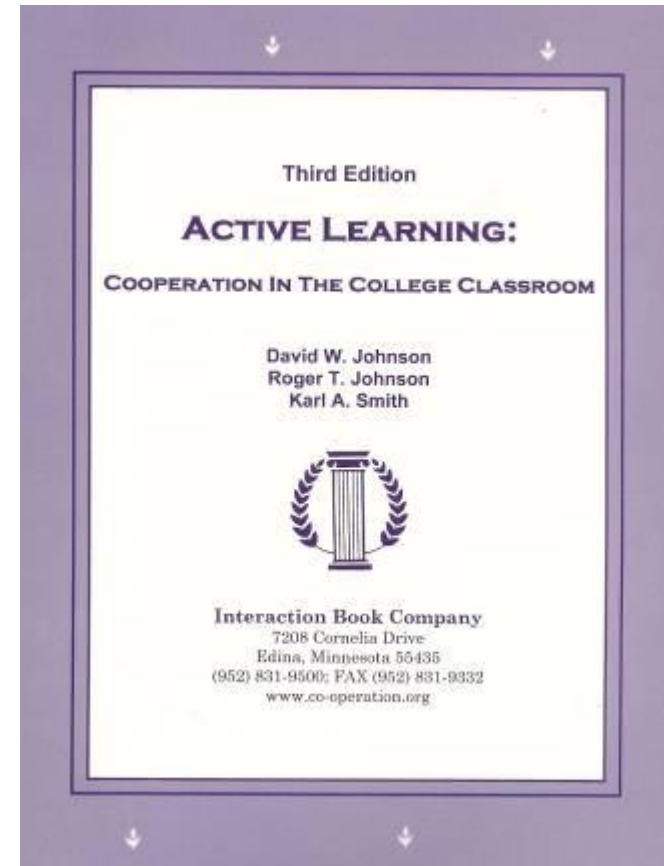 Third Edition
ACTIVE LEARNING:
COOPERATION IN THE COLLEGE CLASSROOM
David W. Johnson
Roger T. Johnson
Karl A. Smith
Interaction Book Company
7208 Cornelia Drive
Edina, Minnesota 55435
(952) 831-9500; FAX (952) 831-9332
www.co-operation.org